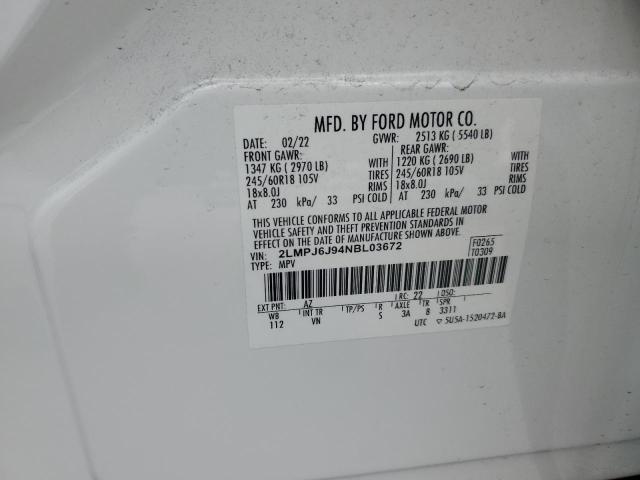 MFD. BY FORD MOTOR CO.
DATE: 02/22 GVWR: 2513 KG ( 5540 LB)
FRONT GAWR: REAR GAWR:
1347 KG ( 2970 LB) WITH 1220 KG ( 2690 LB) WITH
245/60R18 105V TIRES 245/60R18 105V TIRES
18x8.0J RIMS 18x8.0J RIMS
AT 230 kPa/ 33 PSI COLD AT 230 kPa/ 33 PSI COLD
THIS VEHICLE CONFORMS TO ALL APPLICABLE FEDERAL MOTOR
VEHICLE SAFETY AND THEFT PREVENTION STANDARDS IN
EFFECT ON THE DATE OF MANUFACTURE SHOWN ABOVE.
VIN: 2LMPJ6J94NBL03672 F0265
TYPE: MPV T0309
EXT PNT: AZ RC: 22 DSO:
WB INT TR TP/PS R AXLE TR SPR
112 VN S 3A 8 3311
UTC 5U5A-1520472-BA